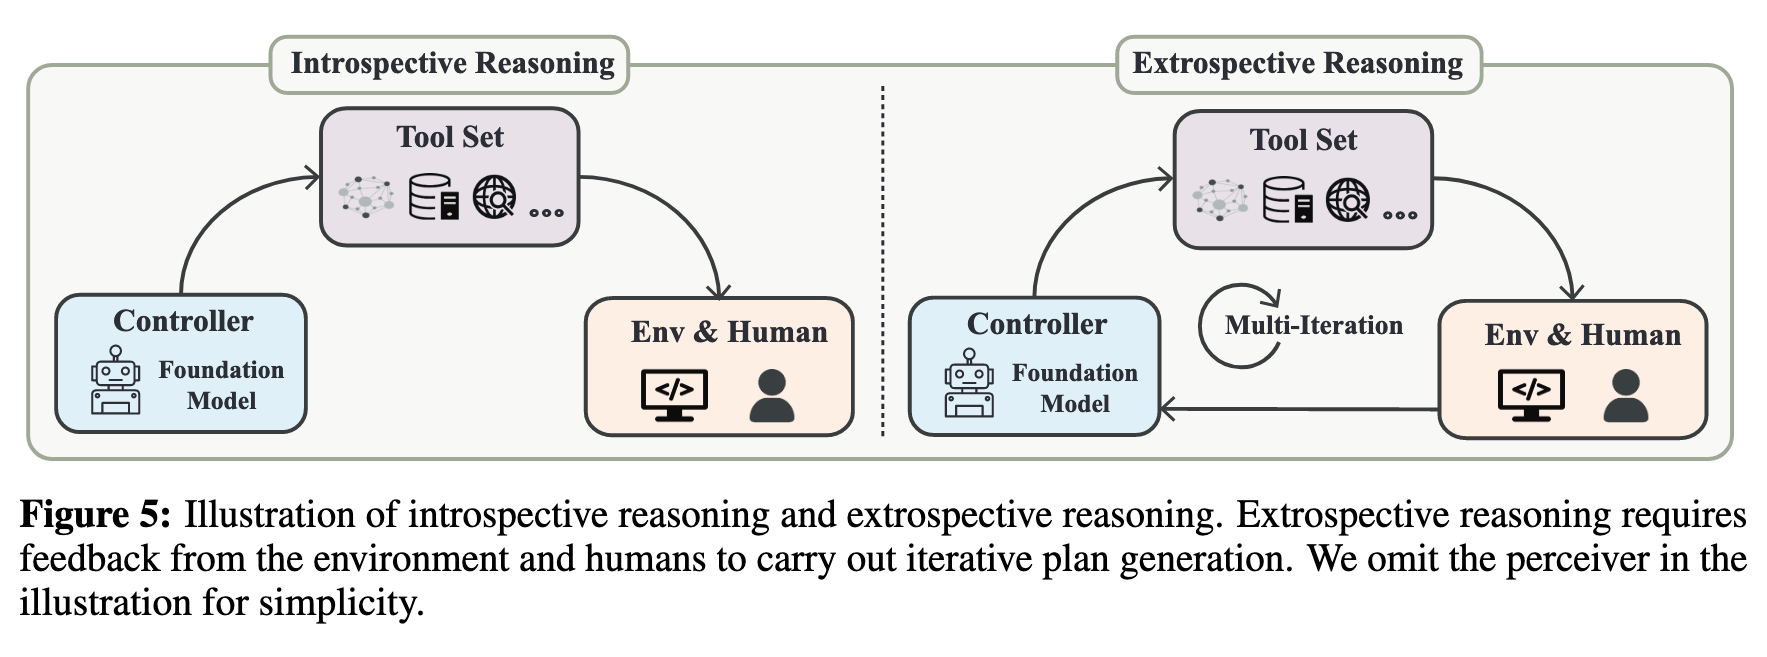 Introspective Reasoning
Tool Set
Controller
Foundation
Model
Env & Human
</>
Extrospective Reasoning
Tool Set
Controller
Foundation
Model
Multi-Iteration
Env & Human
</>
Figure 5: Illustration of introspective reasoning and extrospective reasoning. Extrospective reasoning requires
feedback from the environment and humans to carry out iterative plan generation. We omit the perceiver in the
illustration for simplicity.